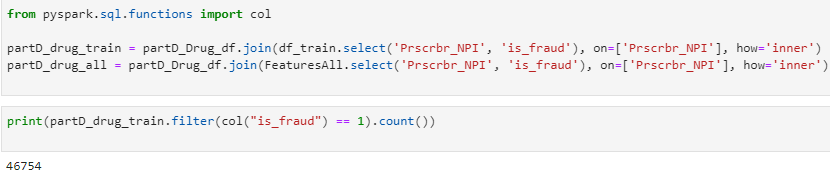 from pyspark.sql.functions import col
partD_drug_train = partD_Drug_df.join(df_train.select('Prscrbr_NPI', 'is_fraud'), on=['Prscrbr_NPI'], how='inner')
partD_drug_all = partD_Drug_df.join(FeaturesAll.select('Prscrbr_NPI', 'is_fraud'), on=['Prscrbr_NPI'], how='inner')
print(partD_drug_train.filter(col("is_fraud") == 1).count())
46754